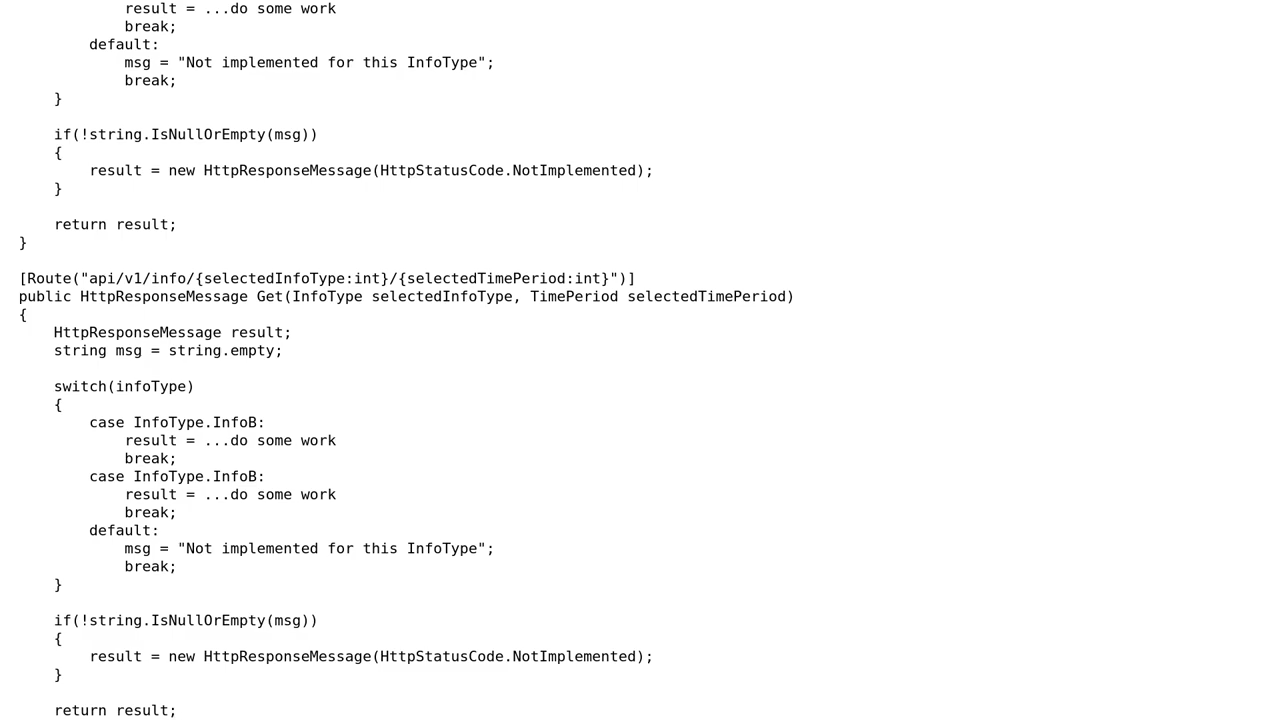 result = ...do some work
break;
default:
msg = "Not implemented for this InfoType";
break;
}
if(!string.IsNullOrEmpty(msg))
{
result = new HttpResponseMessage(HttpStatusCode.NotImplemented);
}
return result;
}
[Route("api/v1/info/{selectedInfoType:int}/{selectedTimePeriod:int}")]
public HttpResponseMessage Get(InfoType selectedInfoType, TimePeriod selectedTimePeriod)
{
HttpResponseMessage result;
string msg = string.empty;
switch(infoType)
{
case InfoType.InfoB:
result = ...do some work
break;
case InfoType.InfoB:
result = ...do some work
break;
default:
msg = "Not implemented for this InfoType";
break;
}
if(!string.IsNullOrEmpty(msg))
{
result = new HttpResponseMessage(HttpStatusCode.NotImplemented);
}
return result;